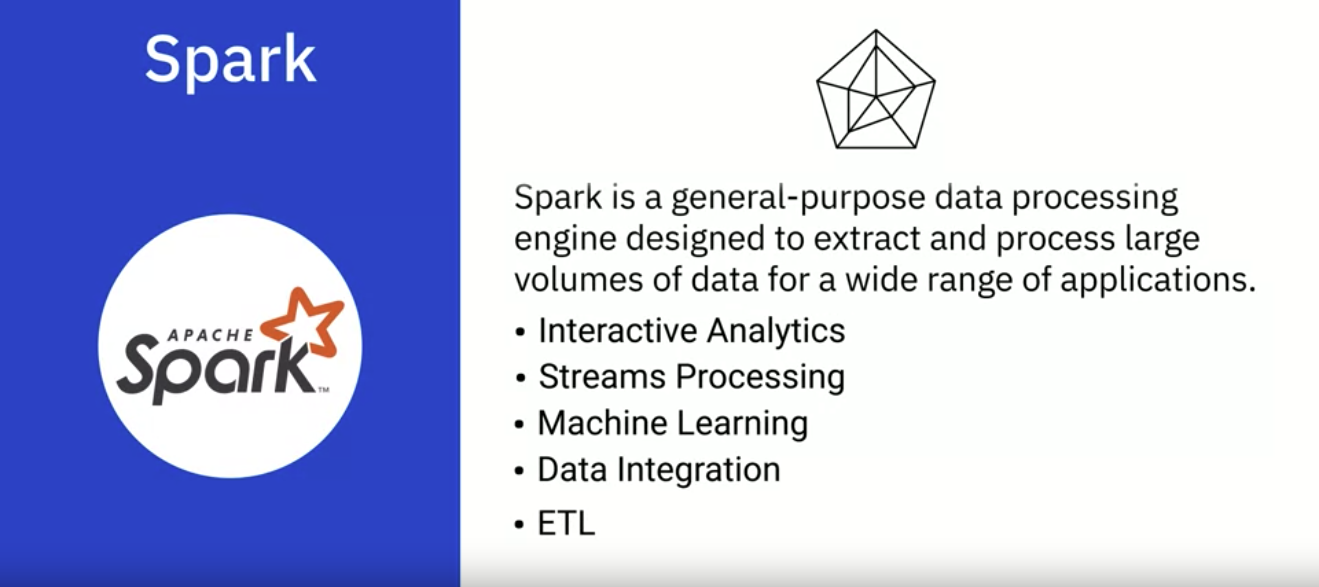 Spark
APACHE
Spark™
Spark is a general-purpose data processing
engine designed to extract and process large
volumes of data for a wide range of applications.
• Interactive Analytics
• Streams Processing
• Machine Learning
• Data Integration
• ETL